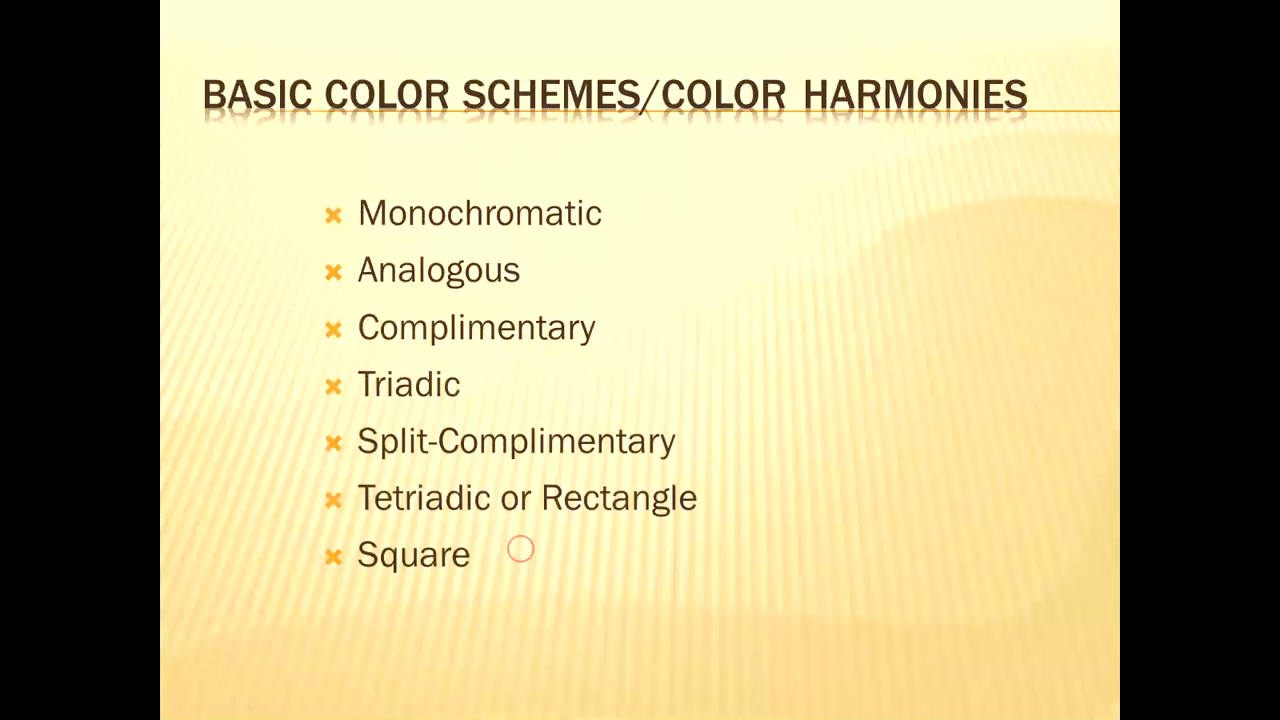 BASIC COLOR SCHEMES/COLOR HARMONIES
Monochromatic
Analogous
Complimentary
Triadic
Split-Complimentary
Tetriadic or Rectangle
Square